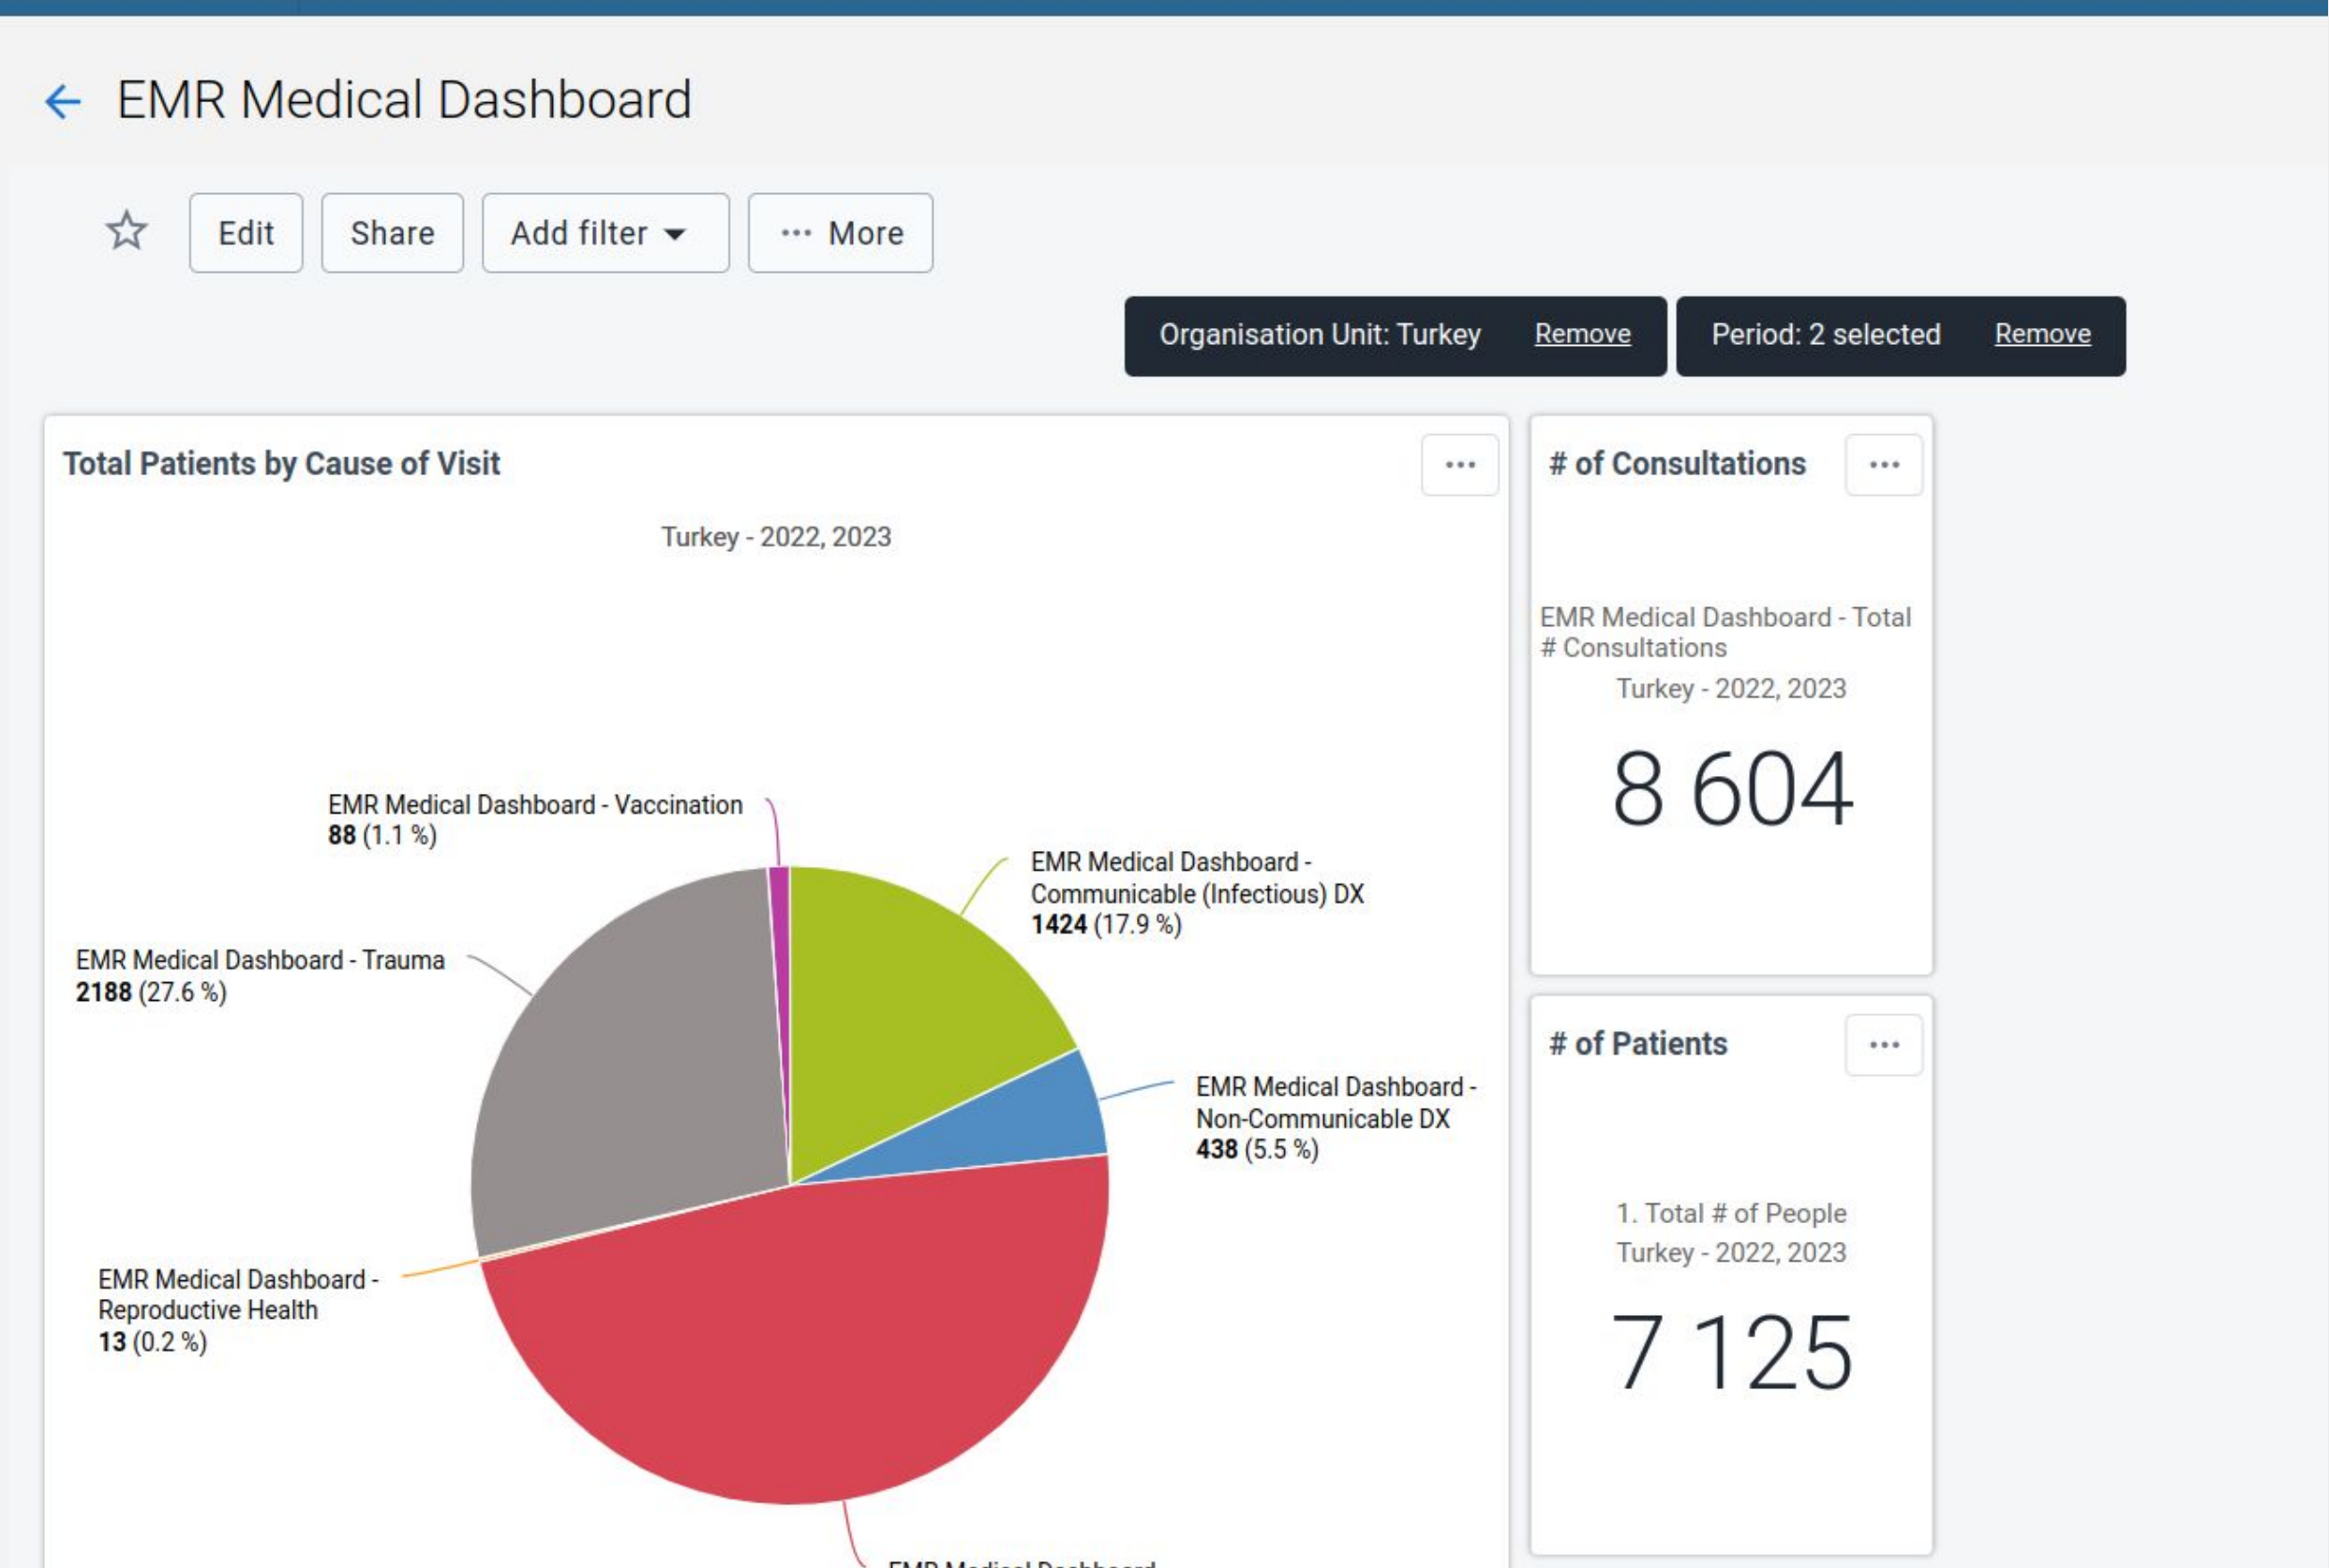 EMR Medical Dashboard
Edit
Share
Add filter
More
Organisation Unit: Turkey
Remove
Period: 2 selected
Remove
Total Patients by Cause of Visit
Turkey - 2022, 2023
EMR Medical Dashboard - Vaccination
88 (1.1 %)
EMR Medical Dashboard -
Communicable (Infectious) DX
1424 (17.9 %)
EMR Medical Dashboard - Trauma
2188 (27.6 %)
EMR Medical Dashboard -
Non-Communicable DX
438 (5.5 %)
EMR Medical Dashboard -
Reproductive Health
13 (0.2 %)
EMR Medical Dashboard
# of Consultations
EMR Medical Dashboard - Total
# Consultations
Turkey - 2022, 2023
8 604
# of Patients
1. Total # of People
Turkey - 2022, 2023
7 125